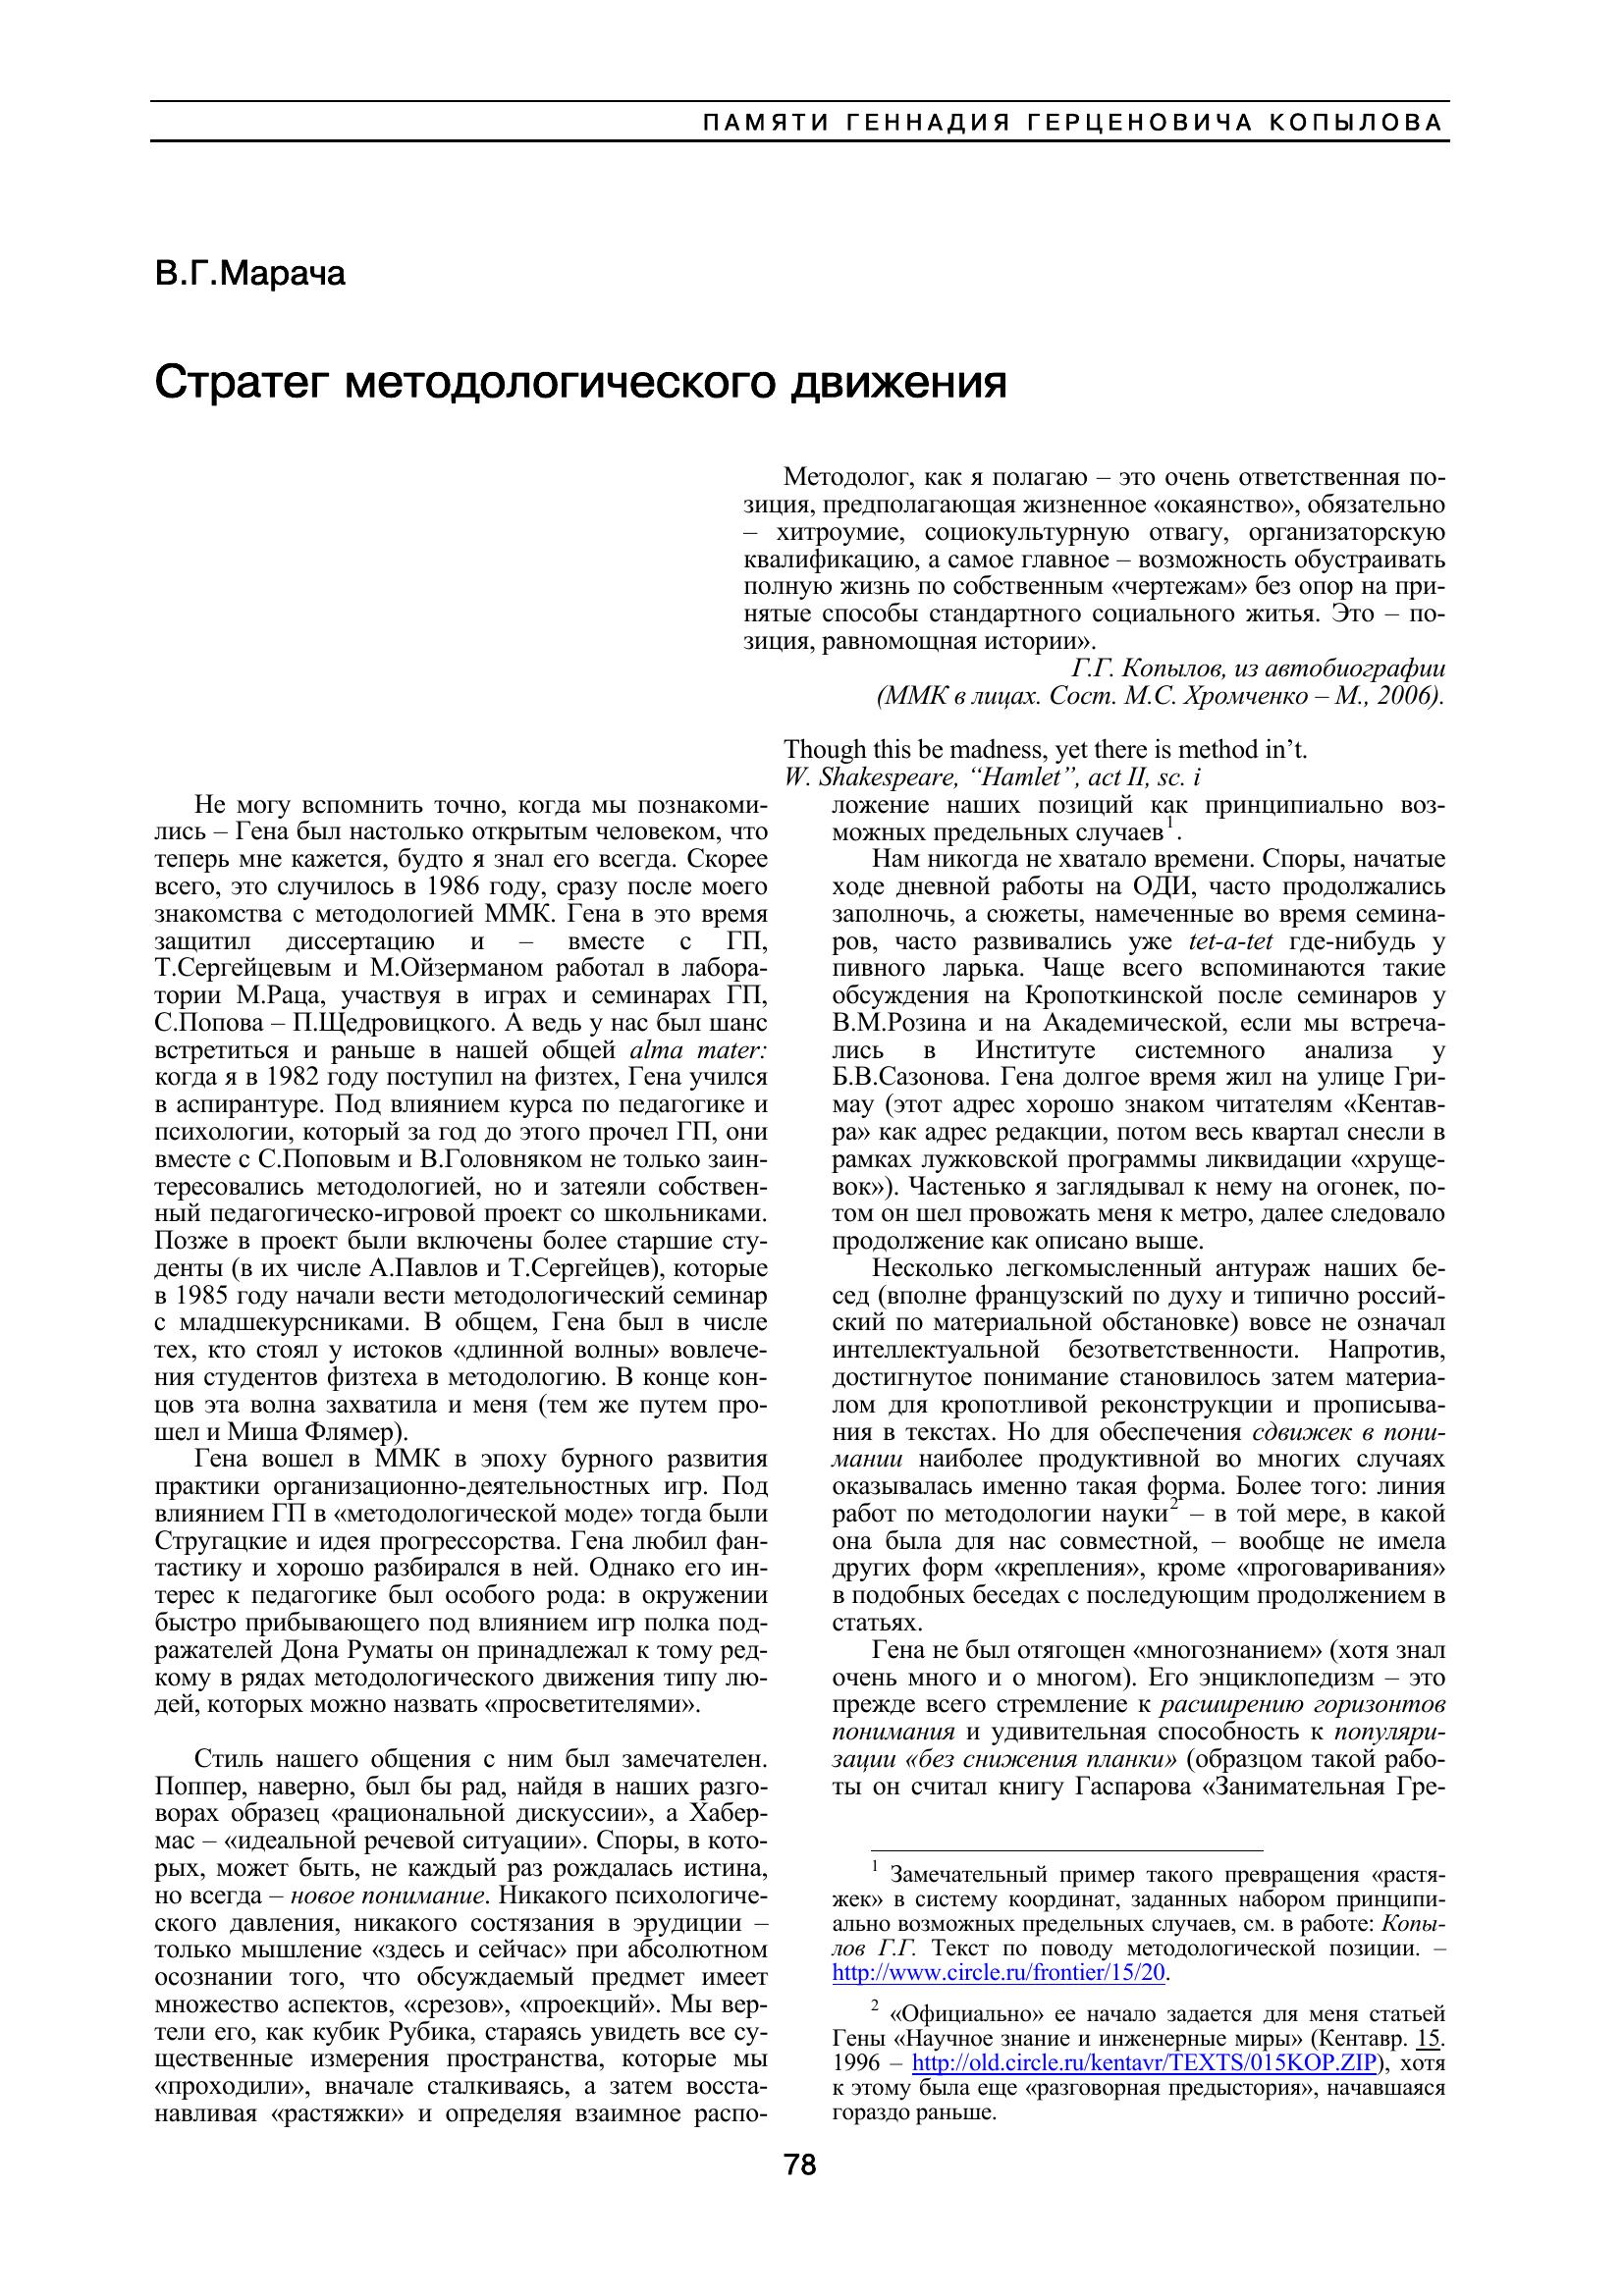 ПАМЯТИ ГЕННАДИЯ ГЕРЦЕНОВИЧА КОПЫЛОВА
В.Г.Марача
Стратег методологического движения
Методолог, как я полагаю – это очень ответственная по-
зиция, предполагающая жизненное «окаянство», обязательно
– хитроумие, социокультурную отвагу, организаторскую
квалификацию, а самое главное – возможность обустраивать
полную жизнь по собственным «чертежам» без опор на при-
нятые способы стандартного социального житья. Это – по-
зиция, равномощная истории».
Г.Г. Копылов, из автобиографии
(ММК в лицах. Сост. М.С. Хромченко – М., 2006).
Though this be madness, yet there is method in’t.
W. Shakespeare, “Hamlet”, act II, sc. i
Не могу вспомнить точно, когда мы познакоми-
лись – Гена был настолько открытым человеком, что
теперь мне кажется, будто я знал его всегда. Скорее
всего, это случилось в 1986 году, сразу после моего
знакомства с методологией ММК. Гена в это время
защитил диссертацию и – вместе с ГП,
Т.Сергейцевым и М.Ойзерманом работал в лабора-
тории М.Раца, участвуя в играх и семинарах ГП,
С.Попова – П.Щедровицкого. А ведь у нас был шанс
встретиться и раньше в нашей общей alma mater:
когда я в 1982 году поступил на физтех, Гена учился
в аспирантуре. Под влиянием курса по педагогике и
психологии, который за год до этого прочел ГП, они
вместе с С.Поповым и В.Головняком не только заин-
тересовались методологией, но и затеяли собствен-
ный педагогическо-игровой проект со школьниками.
Позже в проект были включены более старшие сту-
денты (в их числе А.Павлов и Т.Сергейцев), которые
в 1985 году начали вести методологический семинар
с младшекурсниками. В общем, Гена был в числе
тех, кто стоял у истоков «длинной волны» вовлече-
ния студентов физтеха в методологию. В конце кон-
цов эта волна захватила и меня (тем же путем про-
шел и Миша Флямер).
Гена вошел в ММК в эпоху бурного развития
практики организационно-деятельностных игр. Под
влиянием ГП в «методологической моде» тогда были
Стругацкие и идея прогрессорства. Гена любил фан-
тастику и хорошо разбирался в ней. Однако его ин-
терес к педагогике был особого рода: в окружении
быстро прибывающего под влиянием игр полка под-
ражателей Дона Руматы он принадлежал к тому ред-
кому в рядах методологического движения типу лю-
дей, которых можно назвать «просветителями».
Стиль нашего общения с ним был замечателен.
Поппер, наверно, был бы рад, найдя в наших разго-
ворах образец «рациональной дискуссии», а Хабер-
мас – «идеальной речевой ситуации». Споры, в кото-
рых, может быть, не каждый раз рождалась истина,
но всегда – новое понимание. Никакого психологиче-
ского давления, никакого состязания в эрудиции –
только мышление «здесь и сейчас» при абсолютном
осознании того, что обсуждаемый предмет имеет
множество аспектов, «срезов», «проекций». Мы вер-
тели его, как кубик Рубика, стараясь увидеть все су-
щественные измерения пространства, которые мы
«проходили», вначале сталкиваясь, а затем восста-
навливая «растяжки» и определяя взаимное распо-
ложение наших позиций как принципиально воз-
можных предельных случаев1.
Нам никогда не хватало времени. Споры, начатые
ходе дневной работы на ОДИ, часто продолжались
заполночь, а сюжеты, намеченные во время семина-
ров, часто развивались уже tet-a-tet где-нибудь у
пивного ларька. Чаще всего вспоминаются такие
обсуждения на Кропоткинской после семинаров у
В.М.Розина и на Академической, если мы встреча-
лись в Институте системного анализа у
Б.В.Сазонова. Гена долгое время жил на улице Гри-
мау (этот адрес хорошо знаком читателям «Кентав-
ра» как адрес редакции, потом весь квартал снесли в
рамках лужковской программы ликвидации «хруще-
вок»). Частенько я заглядывал к нему на огонек, по-
том он шел провожать меня к метро, далее следовало
продолжение как описано выше.
Несколько легкомысленный антураж наших бе-
сед (вполне французский по духу и типично россий-
ский по материальной обстановке) вовсе не означал
интеллектуальной безответственности. Напротив,
достигнутое понимание становилось затем материа-
лом для кропотливой реконструкции и прописыва-
ния в текстах. Но для обеспечения сдвижек в пони-
мании наиболее продуктивной во многих случаях
оказывалась именно такая форма. Более того: линия
работ по методологии науки2 – в той мере, в какой
она была для нас совместной, – вообще не имела
других форм «крепления», кроме «проговаривания»
в подобных беседах с последующим продолжением в
статьях.
Гена не был отягощен «многознанием» (хотя знал
очень много и о многом). Его энциклопедизм – это
прежде всего стремление к расширению горизонтов
понимания и удивительная способность к популяри-
зации «без снижения планки» (образцом такой рабо-
ты он считал книгу Гаспарова «Занимательная Гре-
1 Замечательный пример такого превращения «растя-
жек» в систему координат, заданных набором принципи-
ально возможных предельных случаев, см. в работе: Копы-
лов Г.Г. Текст по поводу методологической позиции. –
http://www.circle.ru/frontier/15/20.
2 «Официально» ее начало задается для меня статьей
Гены «Научное знание и инженерные миры» (Кентавр. 15.
1996 – http://old.circle.ru/kentavr/TEXTS/015KOP.ZIP), хотя
к этому была еще «разговорная предыстория», начавшаяся
гораздо раньше.
78